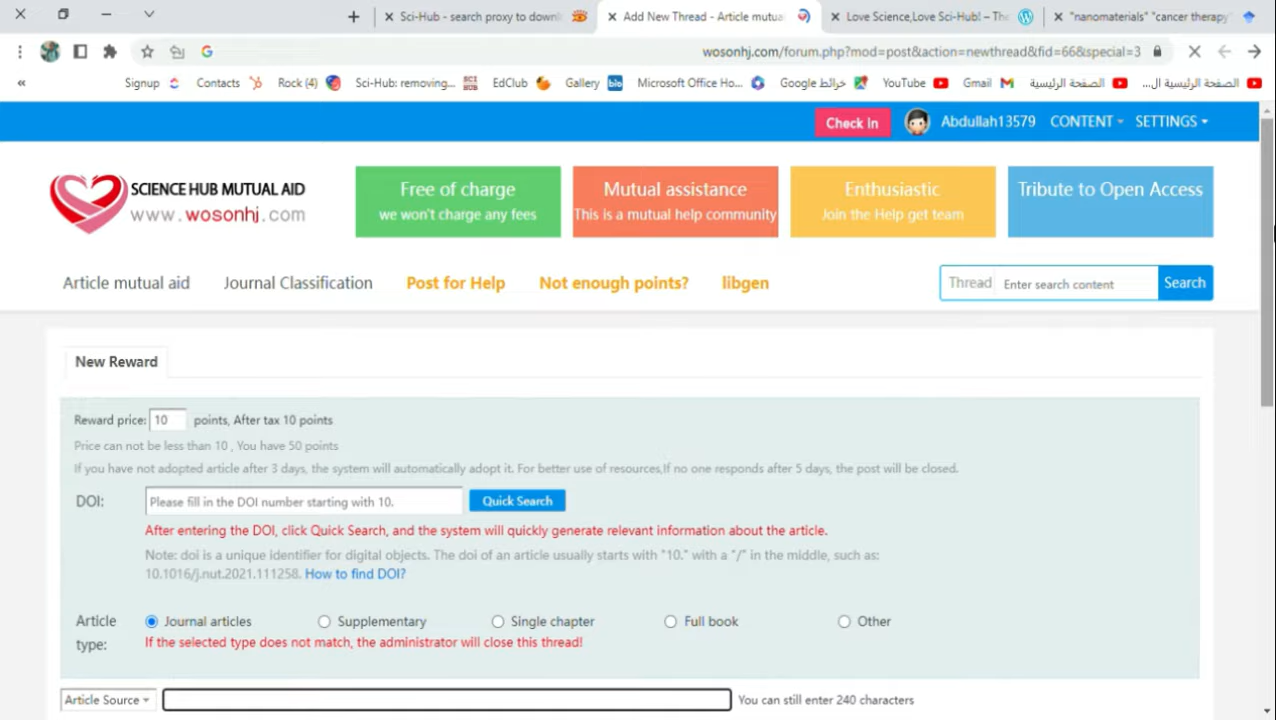 Sci-Hub - search proxy to downl
Add New Thread - Article mutua
Love Science,Love Sci-Hub! – The
"nanomaterials" "cancer therapy"
wosonhj.com/forum.php?mod=post&action=newthread&fid=66&special=3
« Signup Contacts Rock (4) Sci-Hub: removing... EdClub Gallery Microsoft Office Ho... خرائط Google YouTube Gmail الصفحة الرئيسية الصفحة الرئيسية ال...
Check In Abdullah13579 CONTENT SETTINGS
SCIENCE HUB MUTUAL AID
www.wosonhj.com
Free of charge
we won't charge any fees
Mutual assistance
This is a mutual help community
Enthusiastic
Join the Help get team
Tribute to Open Access
Article mutual aid Journal Classification Post for Help Not enough points? libgen Thread Enter search content Search
New Reward
Reward price: 10 points, After tax 10 points
Price can not be less than 10 , You have 50 points
If you have not adopted article after 3 days, the system will automatically adopt it. For better use of resources,If no one responds after 5 days, the post will be closed.
DOI: Please fill in the DOI number starting with 10. Quick Search
After entering the DOI, click Quick Search, and the system will quickly generate relevant information about the article.
Note: doi is a unique identifier for digital objects. The doi of an article usually starts with "10." with a "/" in the middle, such as:
10.1016/j.nut.2021.111258. How to find DOI?
Article type: Journal articles Supplementary Single chapter Full book Other
If the selected type does not match, the administrator will close this thread!
Article Source You can still enter 240 characters